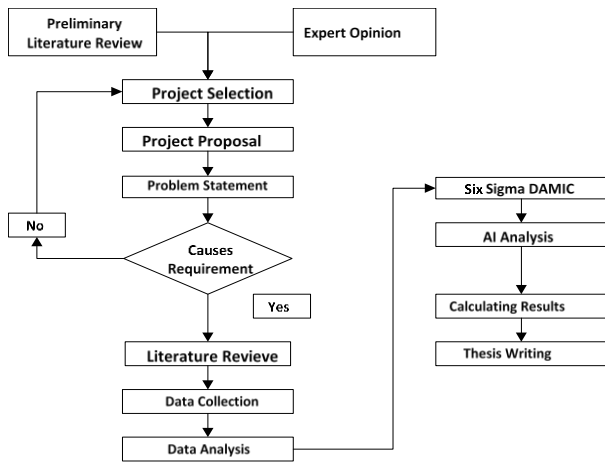 Preliminary
Literature Review
Expert Opinion
Project Selection
Project Proposal
Problem Statement
No
Causes
Requirement
Yes
Literature Revieve
Data Collection
Data Analysis
Six Sigma DAMIC
AI Analysis
Calculating Results
Thesis Writing